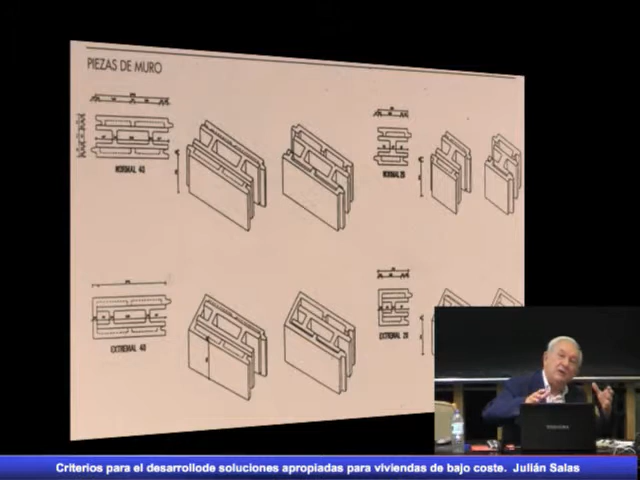 PIEZAS DE MURO
NORMAL 40
NORMAL 20
EXTREMAL 40
EXTREMAL 20
TOSHIBA
Criterios para el desarrollode soluciones apropiadas para viviendas de bajo coste. Julián Salas